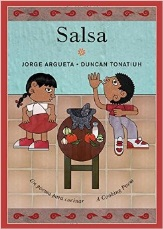 Salsa
JORGE ARGUETA • DUNCAN TONATIUH
Un poema para cocinar
A Cooking Poem